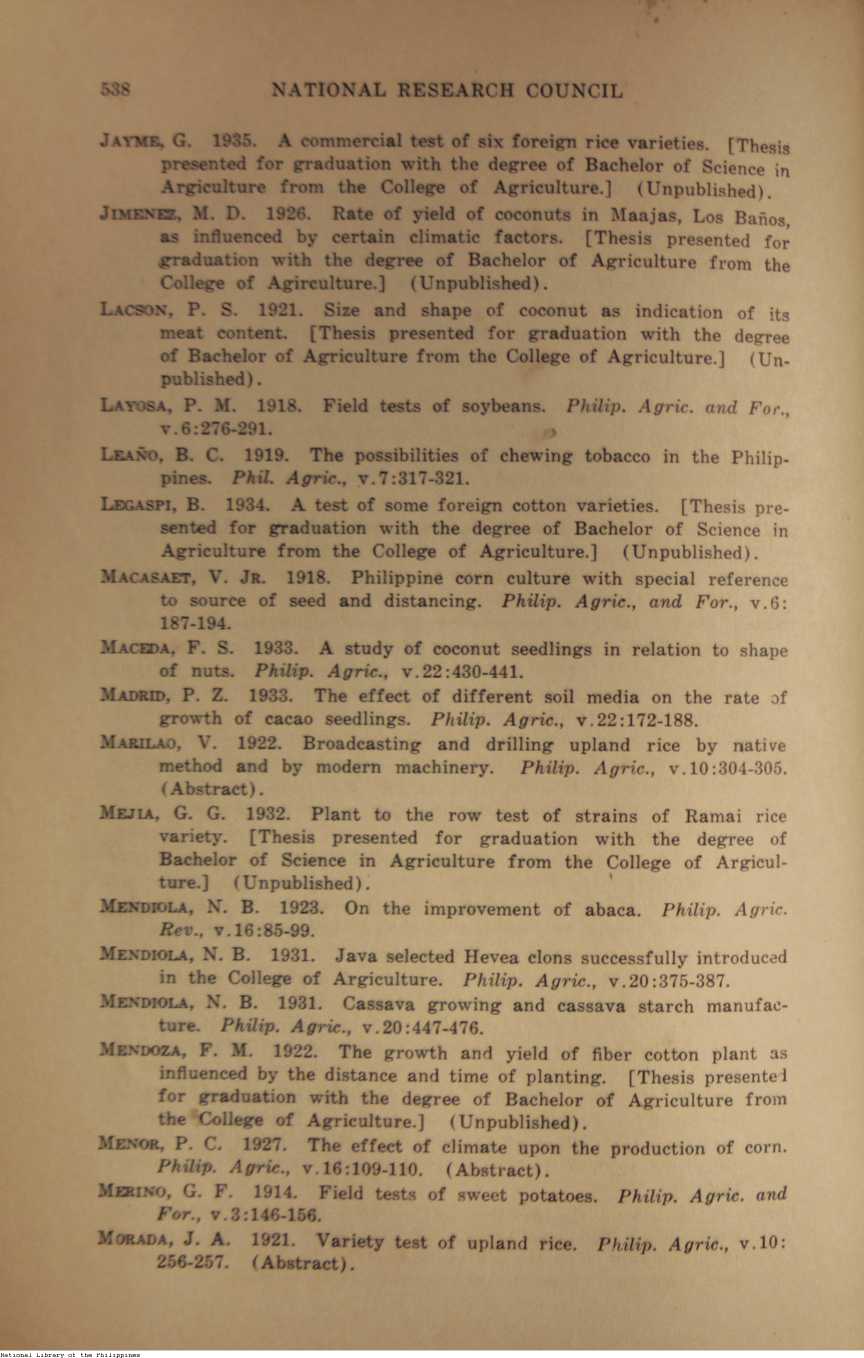 538 NATIONAL RESEARCH COUNCIL
JAYME, G. 1935. A commercial test of six foreign rice varieties. [Thesis
presented for graduation with the degree of Bachelor of Science in
Argiculture from the College of Agriculture.] (Unpublished).
JIMENEZ, M. D. 1926. Rate of yield of coconuts in Maajas, Los Baños,
as influenced by certain climatic factors. [Thesis presented for
graduation with the degree of Bachelor of Agriculture from the
College of Agirculture.] (Unpublished).
LACSON, P. S. 1921. Size and shape of coconut as indication of its
meat content. [Thesis presented for graduation with the degree
of Bachelor of Agriculture from the College of Agriculture.] (Un-
published).
LAYOSA, P. M. 1918. Field tests of soybeans. Philip. Agric. and For.,
v.6:276-291.
LEAÑO, B. C. 1919. The possibilities of chewing tobacco in the Philip-
pines. Phil. Agric., v.7:317-321.
LEGASPI, B. 1934. A test of some foreign cotton varieties. [Thesis pre-
sented for graduation with the degree of Bachelor of Science in
Agriculture from the College of Agriculture.] (Unpublished).
MACASAET, V. JR. 1918. Philippine corn culture with special reference
to source of seed and distancing. Philip. Agric., and For., v.6:
187-194.
MACEDA, F. S. 1933. A study of coconut seedlings in relation to shape
of nuts. Philip. Agric., v.22:430-441.
MADRID, P. Z. 1933. The effect of different soil media on the rate of
growth of cacao seedlings. Philip. Agric., v.22:172-188.
MARILAO, V. 1922. Broadcasting and drilling upland rice by native
method and by modern machinery. Philip. Agric., v.10:304-305.
(Abstract).
MEJIA, G. G. 1932. Plant to the row test of strains of Ramai rice
variety. [Thesis presented for graduation with the degree of
Bachelor of Science in Agriculture from the College of Argicul-
ture.] (Unpublished).
MENDIOLA, N. B. 1923. On the improvement of abaca. Philip. Agric.
Rev., v.16:85-99.
MENDIOLA, N. B. 1931. Java selected Hevea clons successfully introduced
in the College of Argiculture. Philip. Agric., v.20:375-387.
MENDIOLA, N. B. 1931. Cassava growing and cassava starch manufac-
ture. Philip. Agric., v.20:447-476.
MENDOZA, F. M. 1922. The growth and yield of fiber cotton plant as
influenced by the distance and time of planting. [Thesis presented
for graduation with the degree of Bachelor of Agriculture from
the College of Agriculture.] (Unpublished).
MENOR, P. C. 1927. The effect of climate upon the production of corn.
Philip. Agric., v.16:109-110. (Abstract).
MERINO, G. F. 1914. Field tests of sweet potatoes. Philip. Agric. and
For., v.3:146-156.
MORADA, J. A. 1921. Variety test of upland rice. Philip. Agric., v.10:
256-257. (Abstract).
National Library of the Philippines